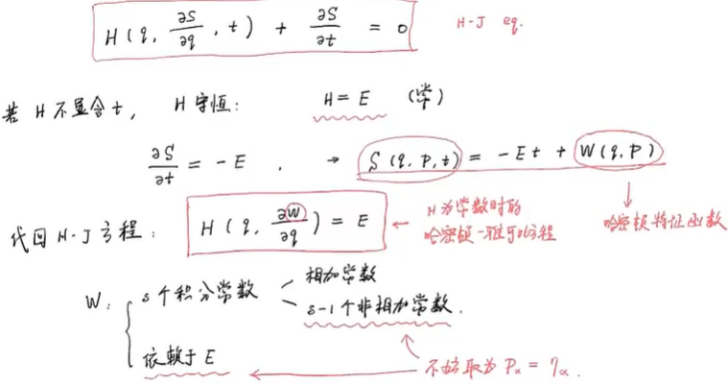 H(q, ∂S/∂q, t) + ∂S/∂t = 0 H-J eq.
若 H 不显含 t, H 守恒: H = E (常)
∂S/∂t = -E . → S(q, P, t) = -Et + W(q, P)
代回 H-J 方程: H(q, ∂W/∂q) = E ← H 为常数时的哈密顿-雅可比方程
哈密顿特征函数
W: s 个积分常数 相加常数
s-1 个非相加常数.
依赖于 E
不妨取为 Pα = ηα.